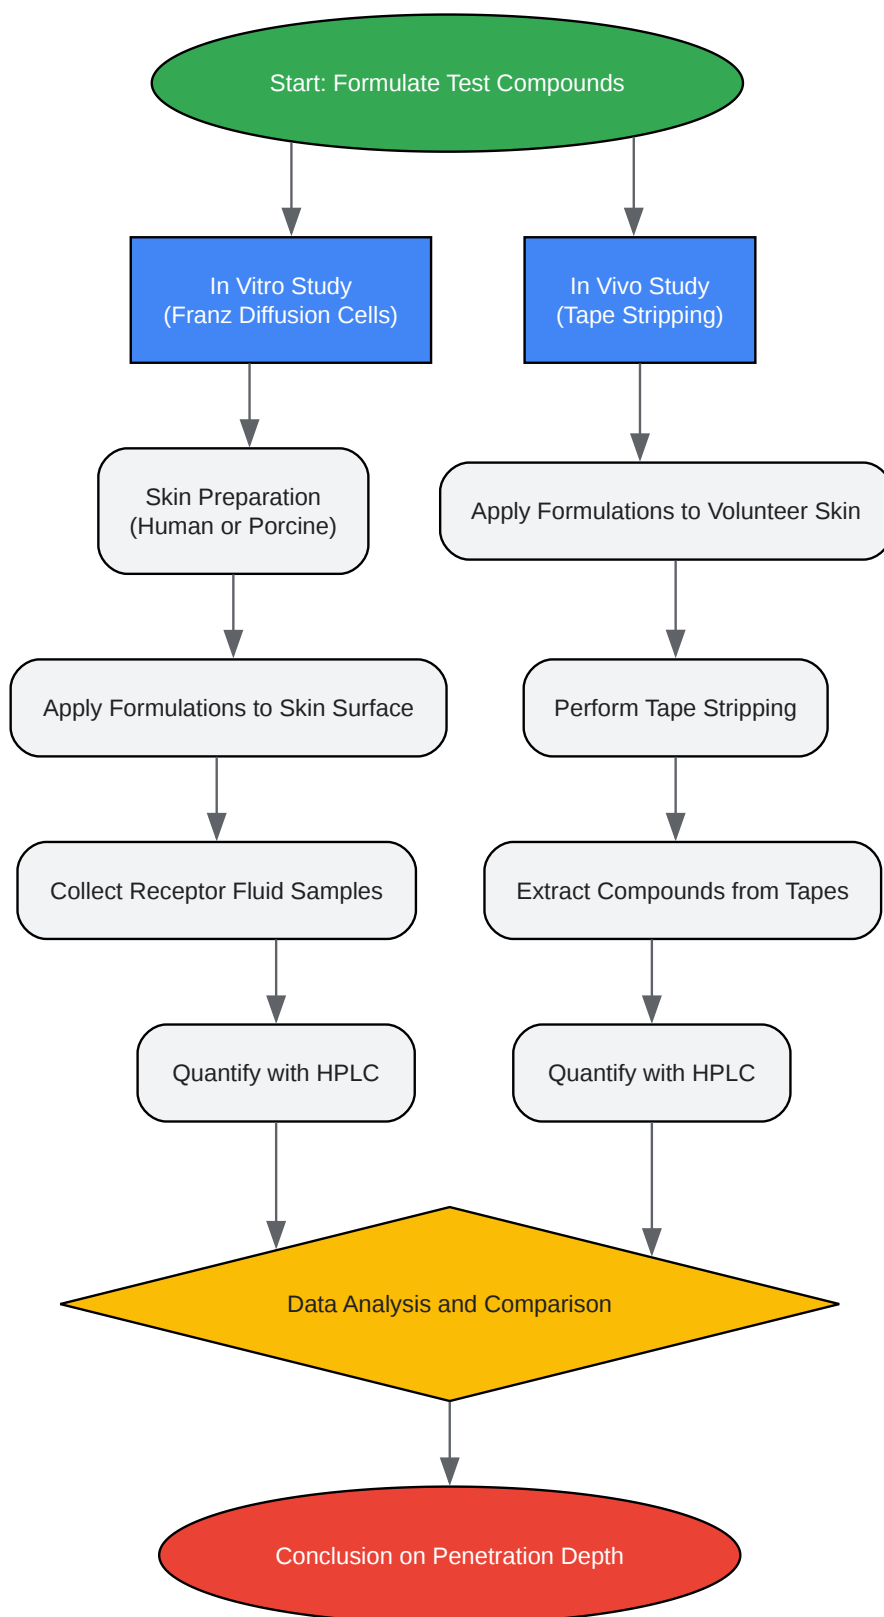 Start: Formulate Test Compounds
In Vitro Study
(Franz Diffusion Cells)
In Vivo Study
(Tape Stripping)
Skin Preparation
(Human or Porcine)
Apply Formulations to Volunteer Skin
Apply Formulations to Skin Surface
Perform Tape Stripping
Collect Receptor Fluid Samples
Extract Compounds from Tapes
Quantify with HPLC
Quantify with HPLC
Data Analysis and Comparison
Conclusion on Penetration Depth